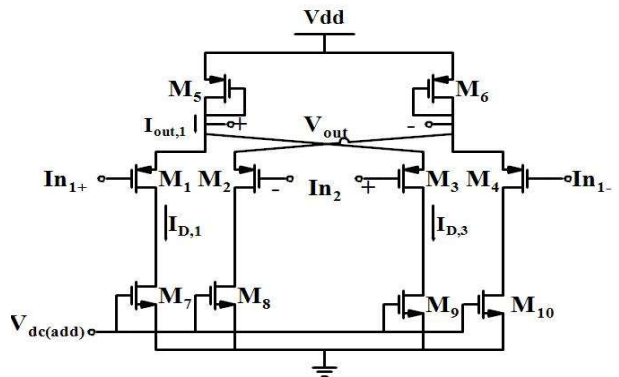 Vdd
M5 M6
Iout,1 + Vout -
In1+ M1 M2 - In2 + M3 M4 In1-
ID,1 ID,3
M7 M8 M9 M10
Vdc(add)